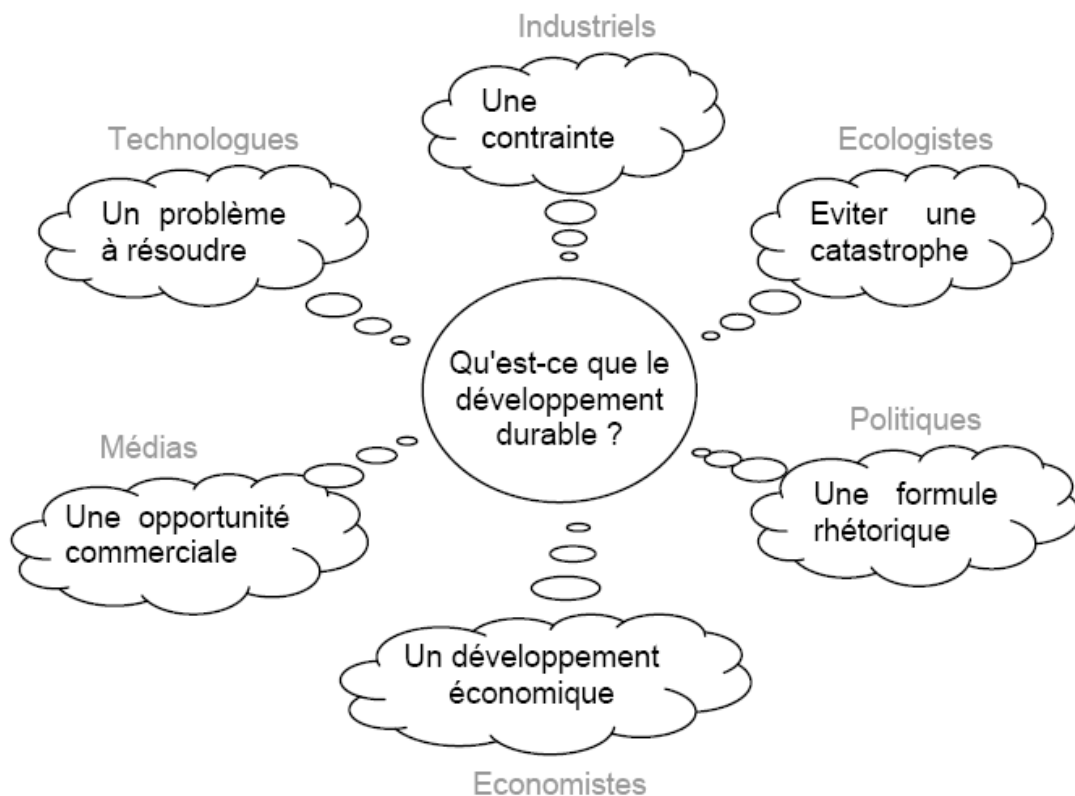 Industriels
Une
contrainte
Technologues
Un problème
à résoudre
Ecologistes
Eviter une
catastrophe
Qu'est-ce que le
développement
durable ?
Médias
Une opportunité
commerciale
Politiques
Une formule
rhétorique
Un développement
économique
Economistes